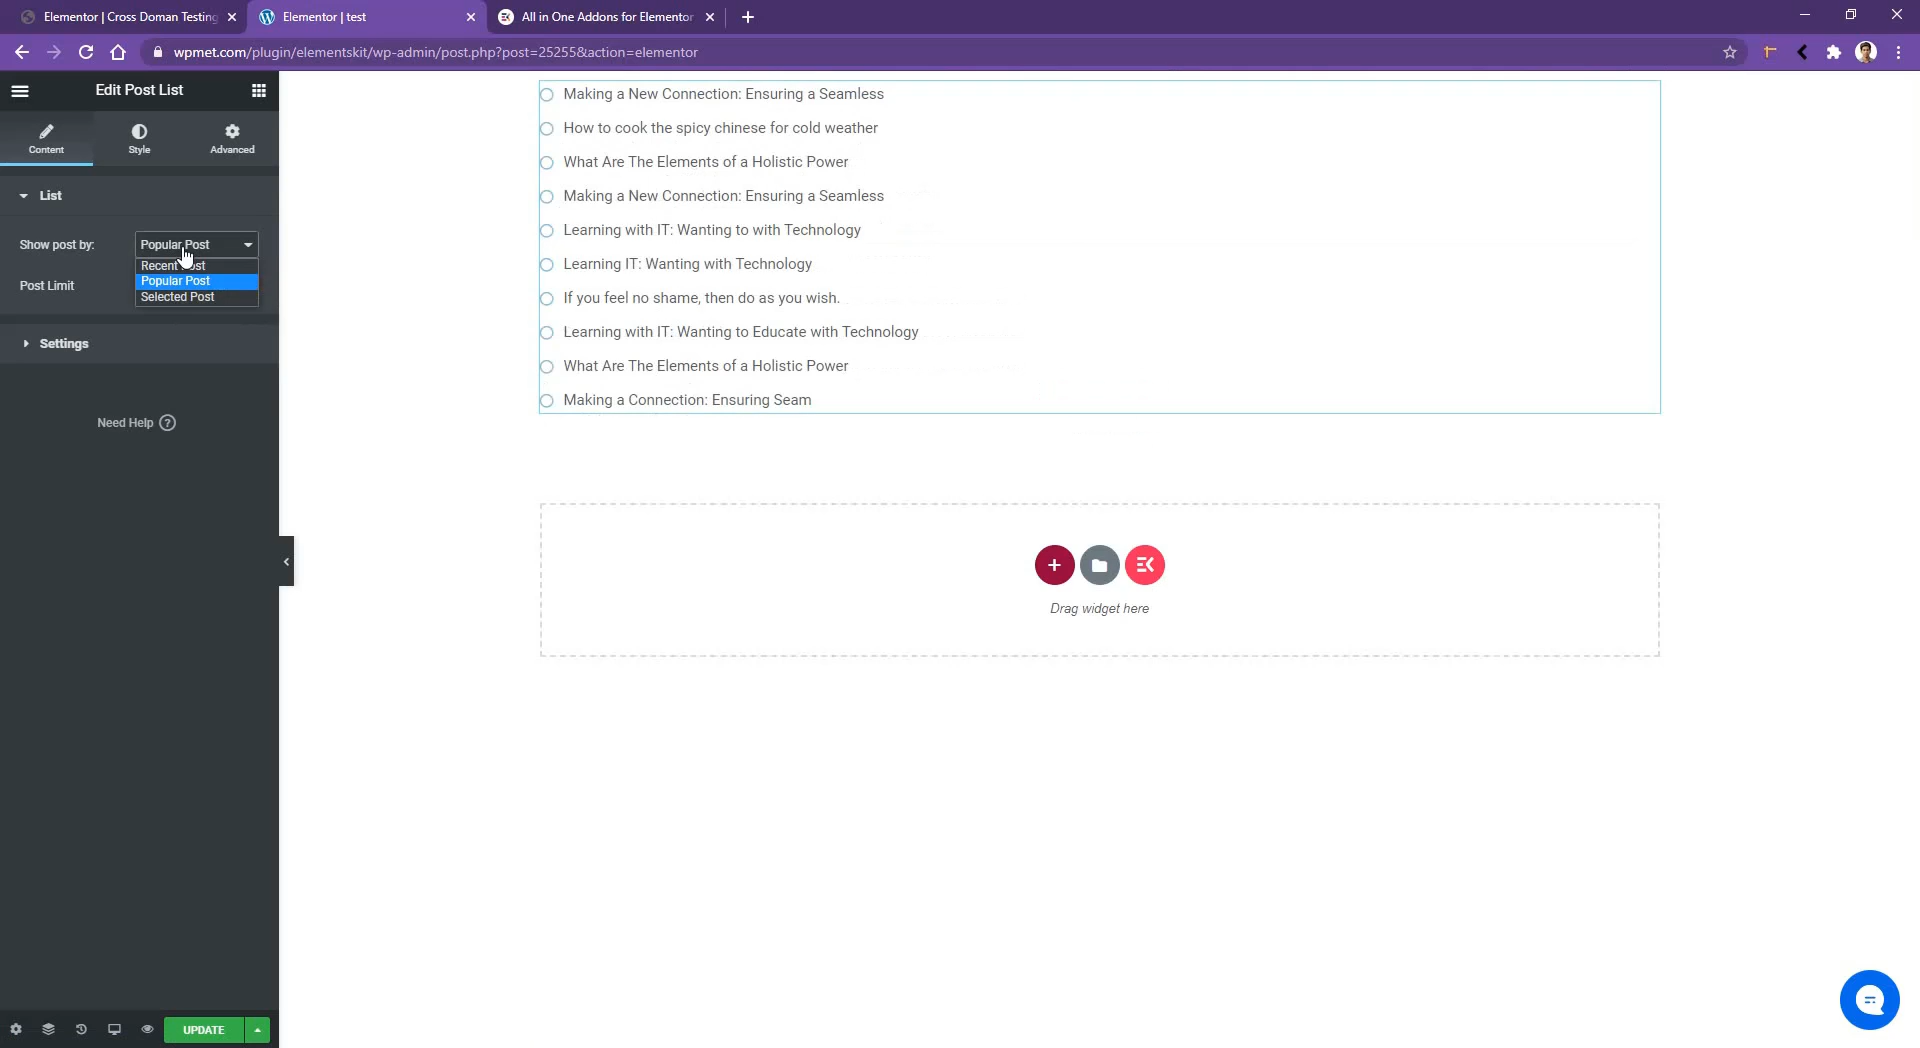 Elementor | Cross Doman Testing
Elementor | test
All in One Addons for Elementor
wpmet.com/plugin/elementskit/wp-admin/post.php?post=25255&action=elementor
Edit Post List
Content
Style
Advanced
List
Show post by:
Popular Post
Recent
Popular Post
Selected Post
Post Limit
Settings
Need Help ?
UPDATE
Making a New Connection: Ensuring a Seamless
How to cook the spicy chinese for cold weather
What Are The Elements of a Holistic Power
Making a New Connection: Ensuring a Seamless
Learning with IT: Wanting to with Technology
Learning IT: Wanting with Technology
If you feel no shame, then do as you wish.
Learning with IT: Wanting to Educate with Technology
What Are The Elements of a Holistic Power
Making a Connection: Ensuring Seam
Drag widget here